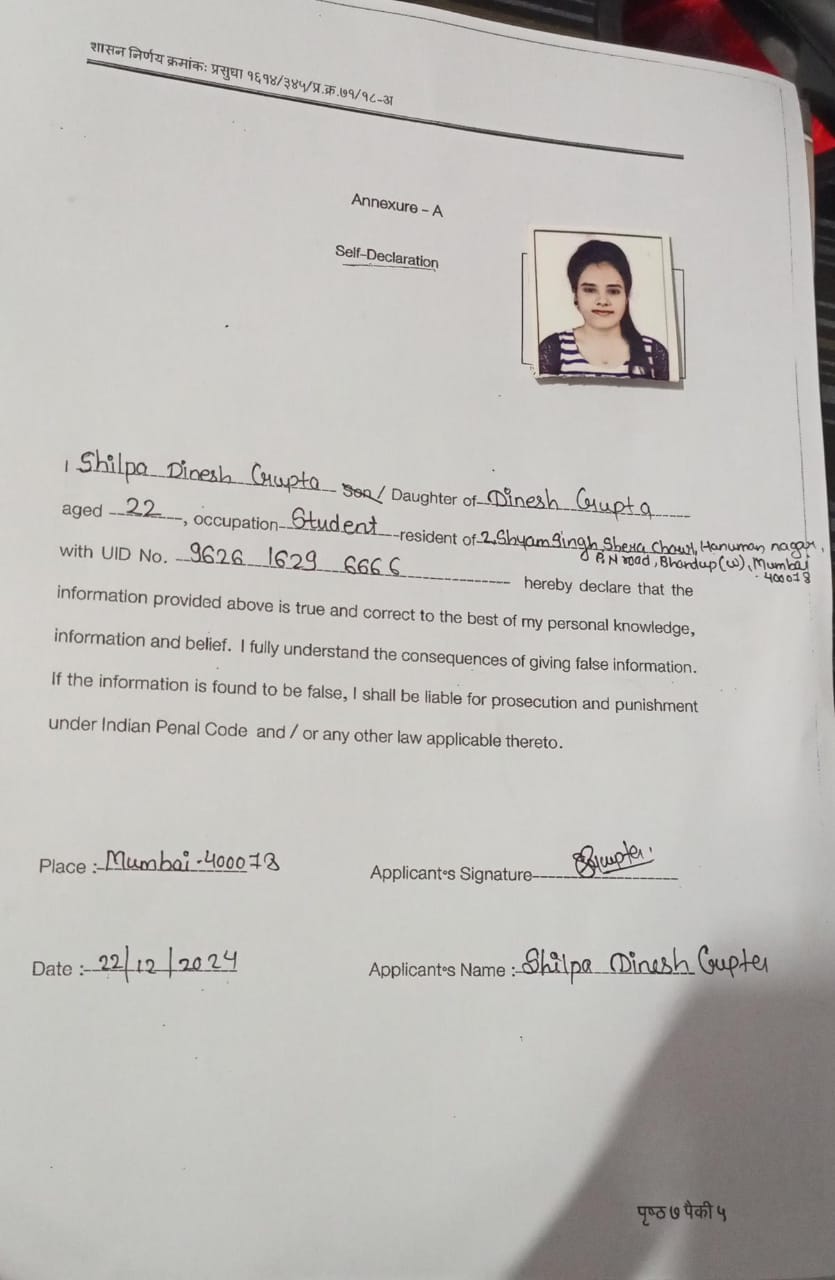 शासन निर्णय क्रमांकः प्रसुधा १६१४/३४५/प्र.क्र.७१/१८-अ
Annexure – A
Self–Declaration
I Shilpa Dinesh Gupta Son / Daughter of Dinesh Gupta
aged 22, occupation Student resident of 2, Shyam Singh Shera Chawl, Hanuman nagar,
P.N road, Bhandup (W), Mumbai
- 400078
with UID No. 9626 1629 6666 hereby declare that the
information provided above is true and correct to the best of my personal knowledge,
information and belief. I fully understand the consequences of giving false information.
If the information is found to be false, I shall be liable for prosecution and punishment
under Indian Penal Code and / or any other law applicable thereto.
Place : Mumbai - 400078 Applicant's Signature SGupta
Date : 22/12/2024 Applicant's Name : Shilpa Dinesh Gupta
पृष्ठ ७ पैकी ५